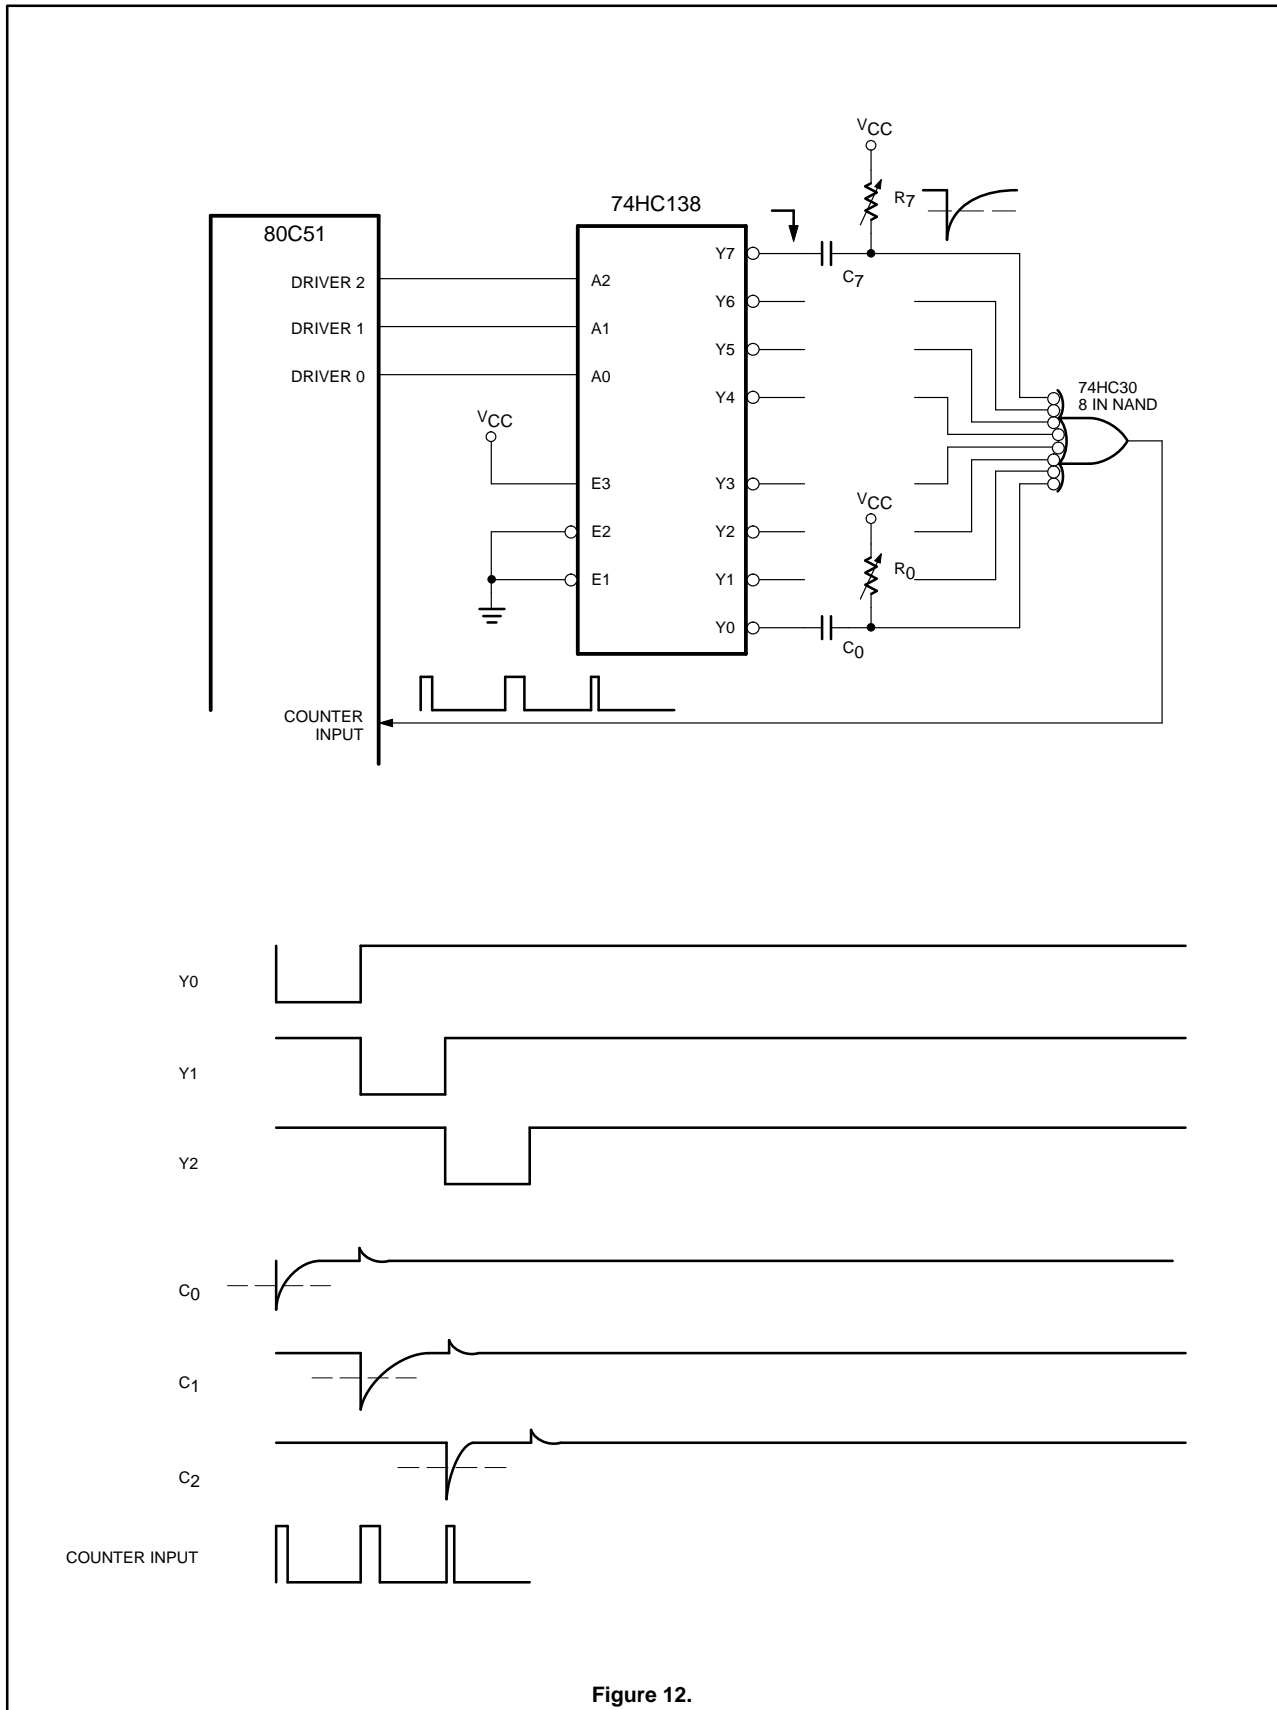 VCC
R7
74HC138
80C51
Y7
C7
DRIVER 2
A2
Y6
DRIVER 1
A1
Y5
DRIVER 0
A0
Y4
74HC30
8 IN NAND
VCC
E3
Y3
VCC
E2
Y2
R0
E1
Y1
Y0
C0
COUNTER
INPUT
Y0
Y1
Y2
C0
C1
C2
COUNTER INPUT
Figure 12.